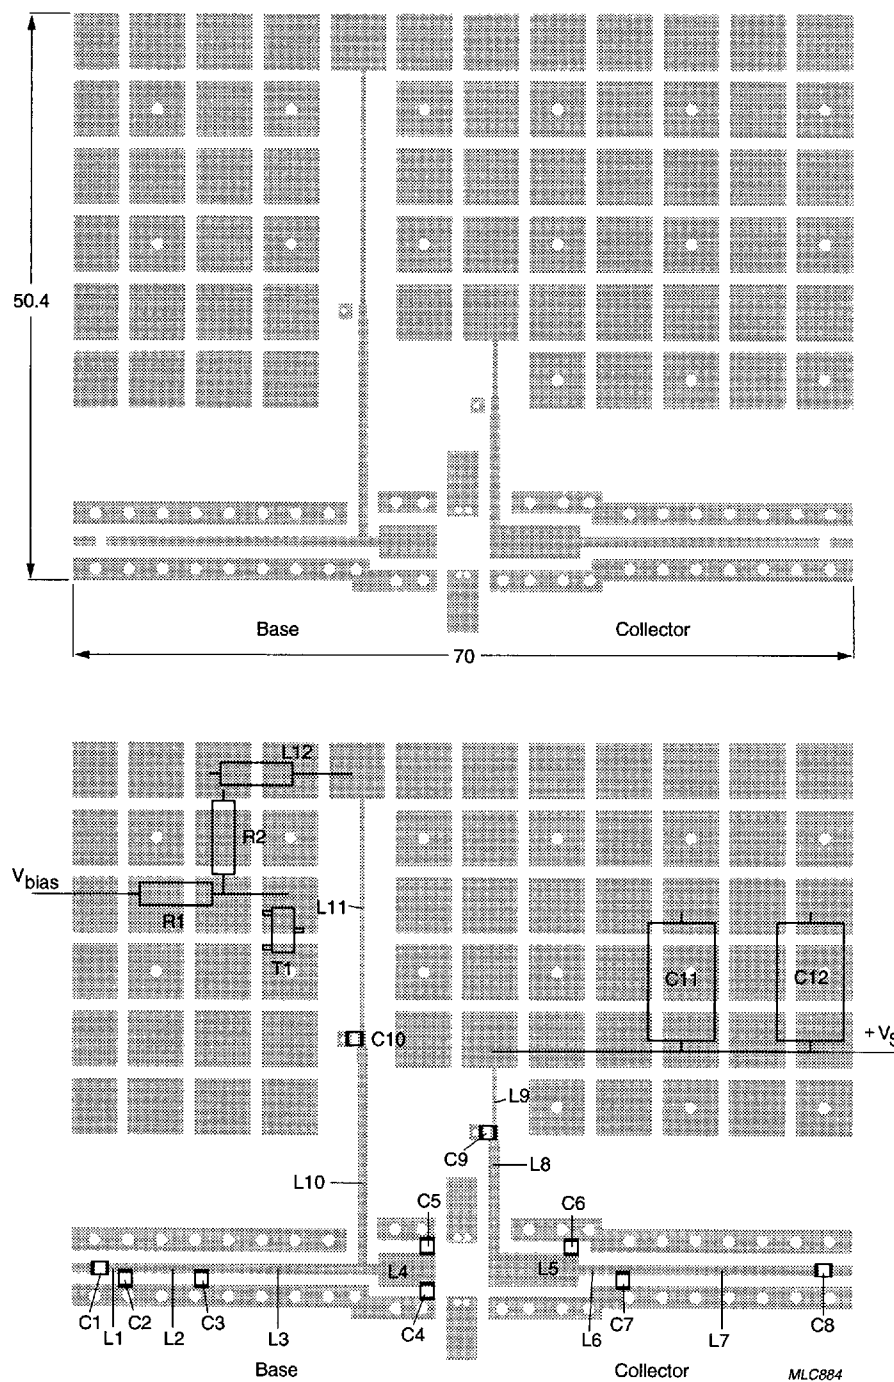 50.4
Base
Collector
70
L12
R2
Vbias
R1
L11
T1
C11
C12
C10
+VS
L9
C9
L8
L10
C5
C6
L4
L5
C1
L1
C2
L2
C3
L3
C4
L6
C7
L7
C8
Base
Collector
MLC884